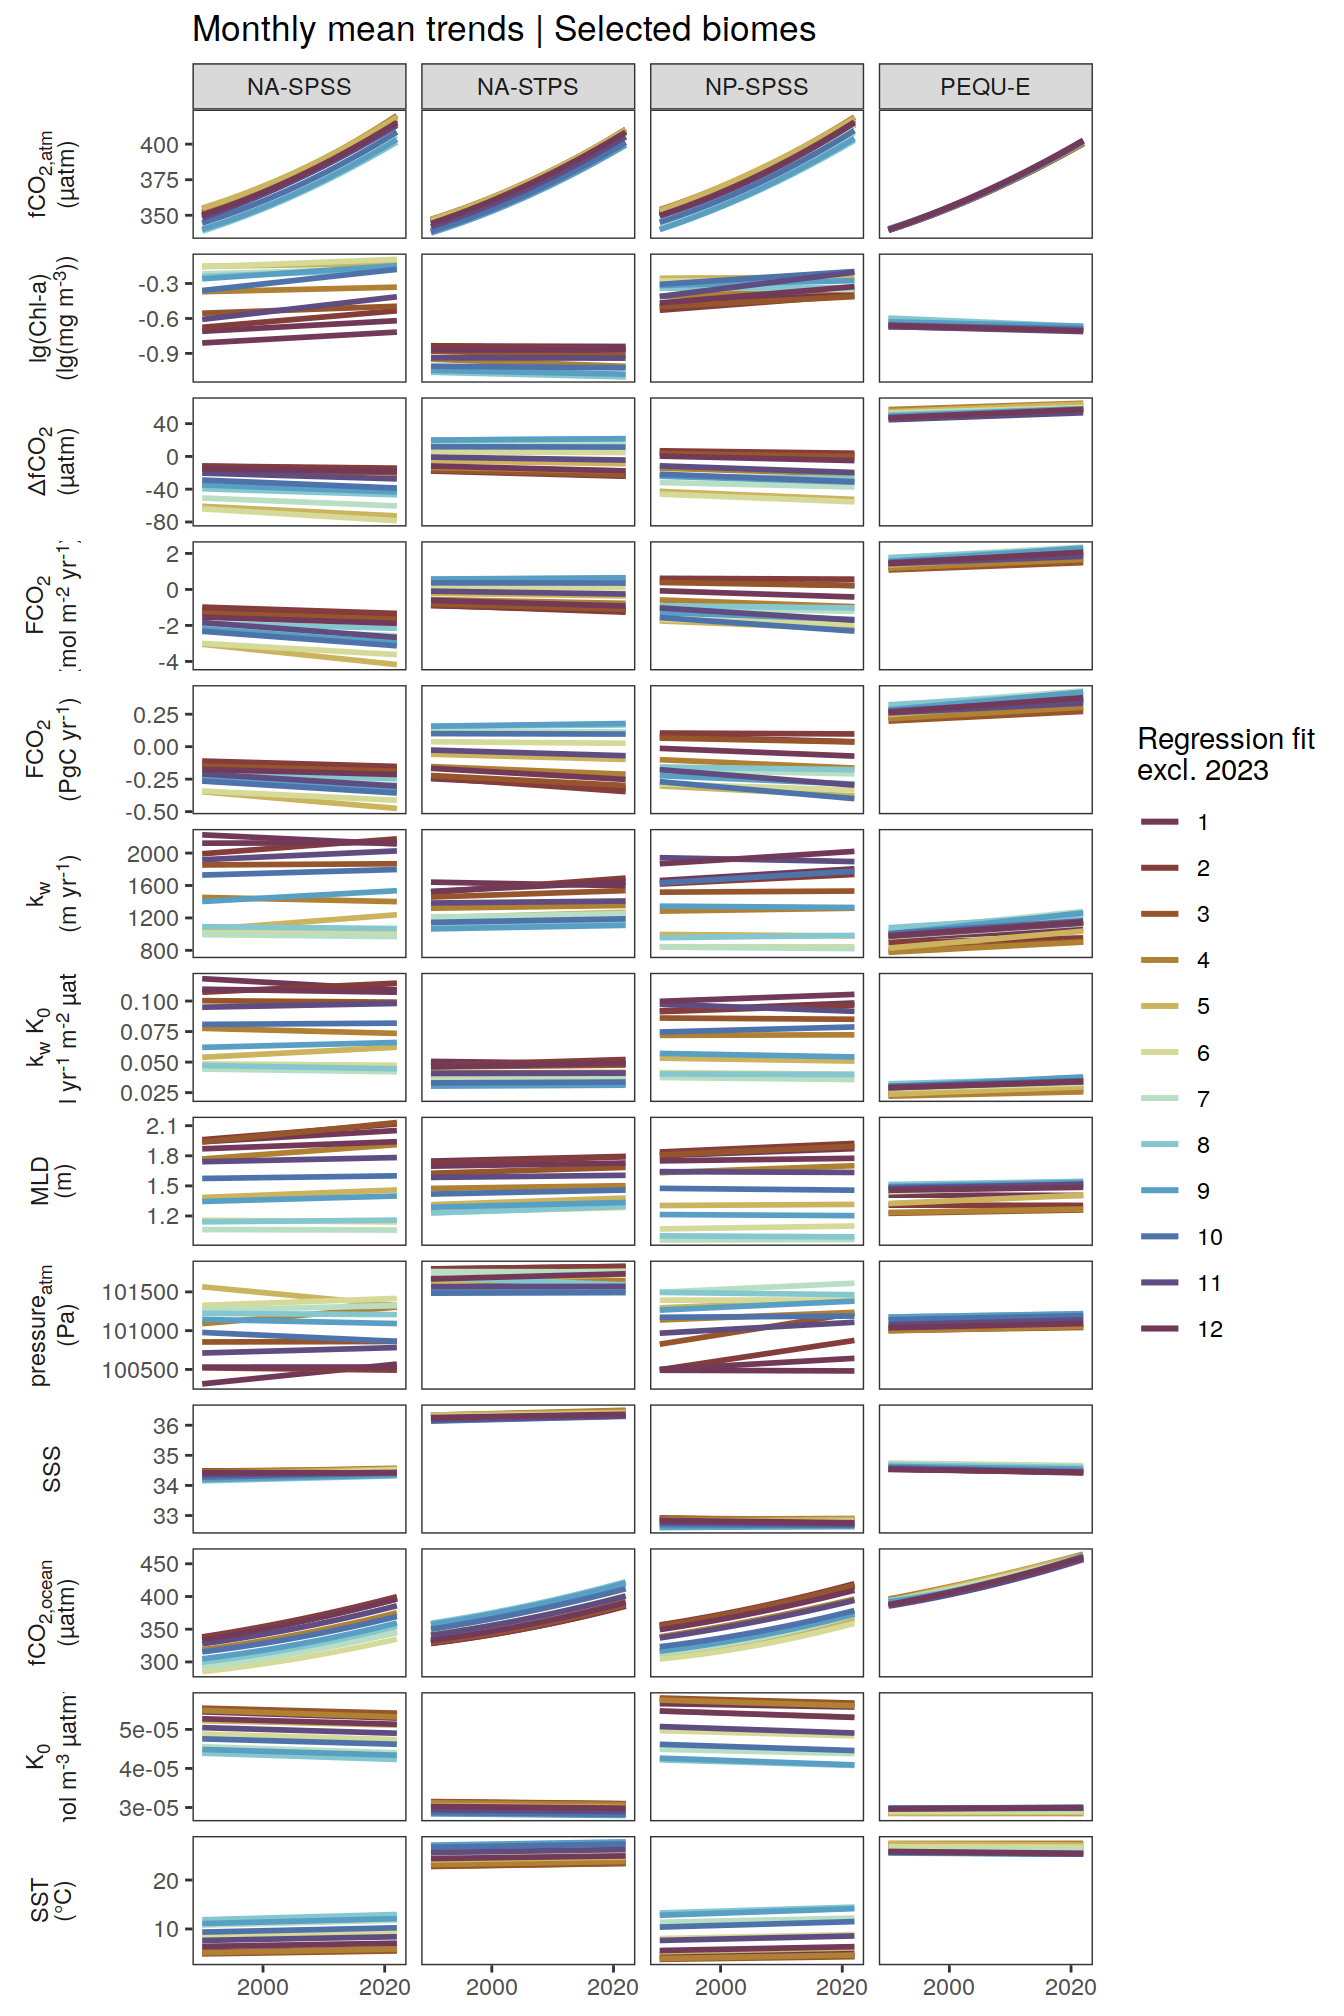 Monthly mean trends | Selected biomes
NA-SPSS NA-STPS NP-SPSS PEQU-E
fCO2,atm
(µatm)
400
375
350
lg(Chl-a)
(lg(mg m-3))
-0.3
-0.6
-0.9
ΔfCO2
(µatm)
40
0
-40
-80
FCO2
(mol m-2 yr-1)
2
0
-2
-4
FCO2
(PgC yr-1)
0.25
0.00
-0.25
-0.50
kw
(m yr-1)
2000
1600
1200
800
kw K0
l yr-1 m-2 µat
0.100
0.075
0.050
0.025
MLD
(m)
2.1
1.8
1.5
1.2
pressureatm
(Pa)
101500
101000
100500
SSS
36
35
34
33
fCO2,ocean
(µatm)
450
400
350
300
K0
nol m-3 µatm
5e-05
4e-05
3e-05
SST
(°C)
20
10
2000 2020 2000 2020 2000 2020 2000 2020
Regression fit
excl. 2023
1
2
3
4
5
6
7
8
9
10
11
12